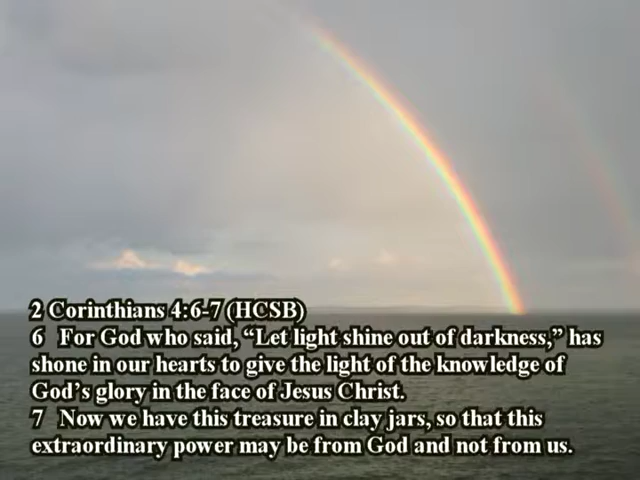 2 Corinthians 4:6-7 (HCSB)
6 For God who said, “Let light shine out of darkness,” has
shone in our hearts to give the light of the knowledge of
God’s glory in the face of Jesus Christ.
7 Now we have this treasure in clay jars, so that this
extraordinary power may be from God and not from us.